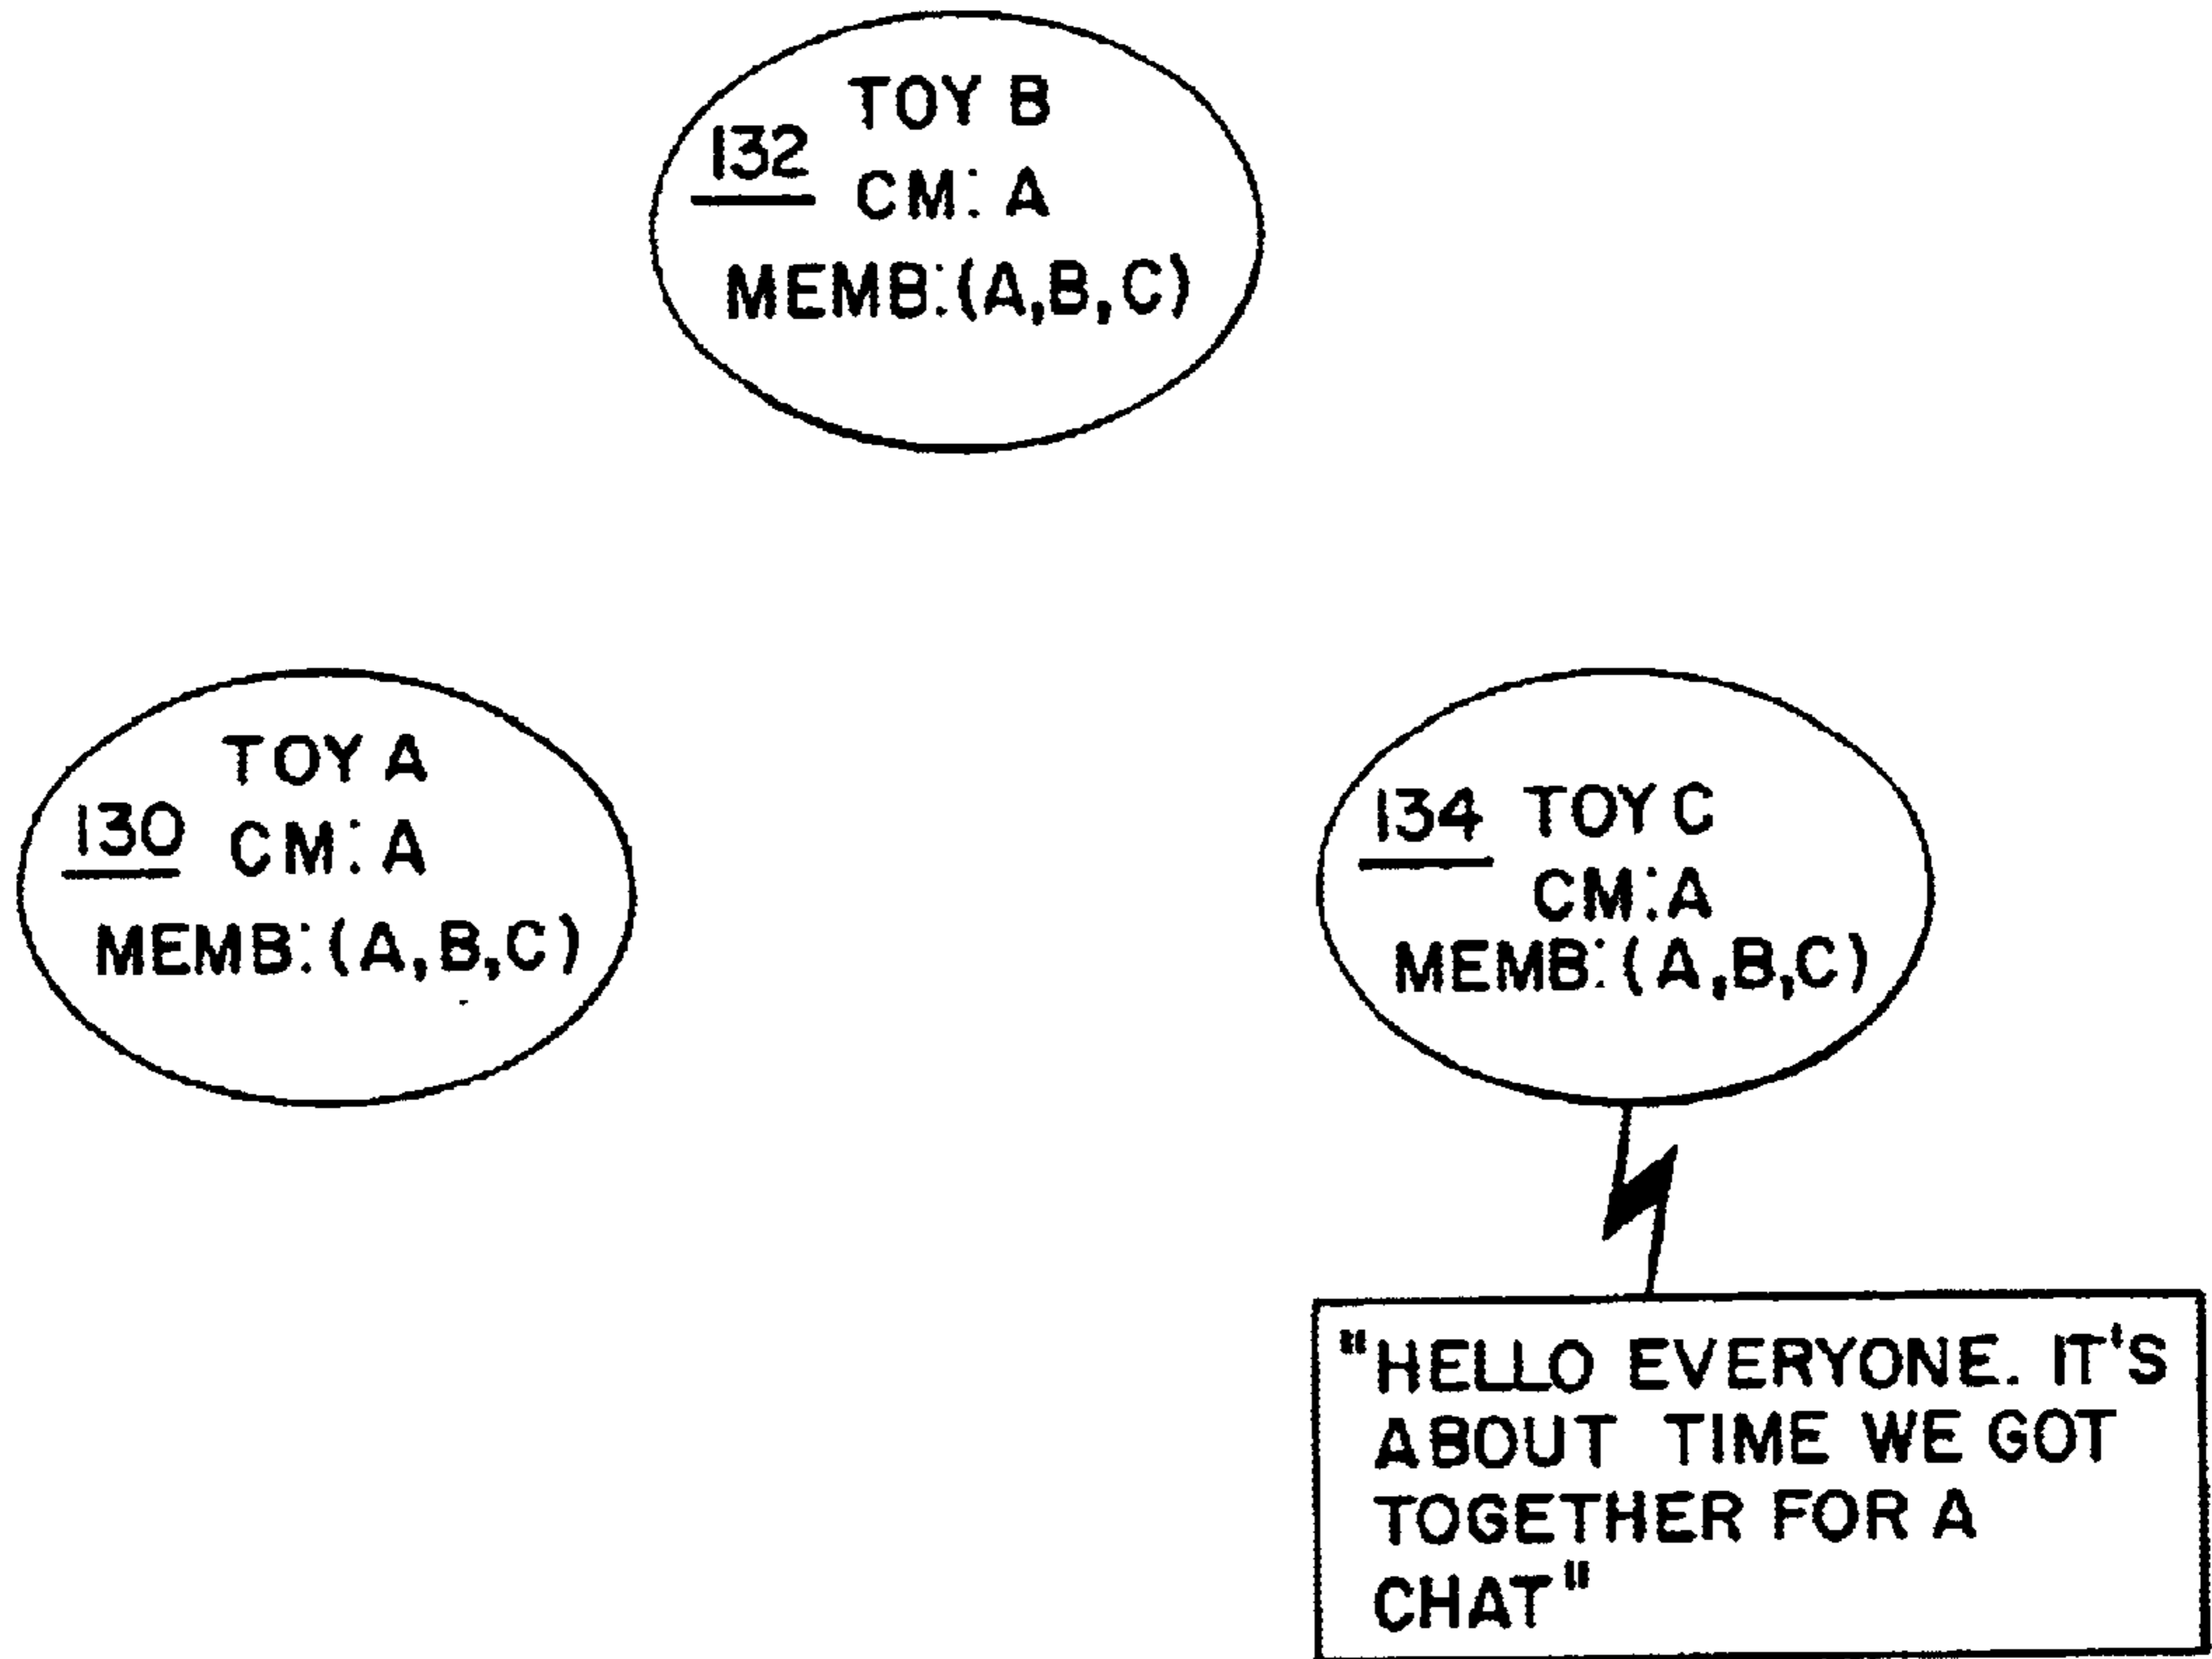 TOY B
132
CM: A
MEMB:(A,B,C)
TOY A
130 CM: A
MEMB:(A,B,C)
134 TOY C
CM:A
MEMB:(A,B,C)
"HELLO EVERYONE. IT'S
ABOUT TIME WE GOT
TOGETHER FOR A
CHAT"